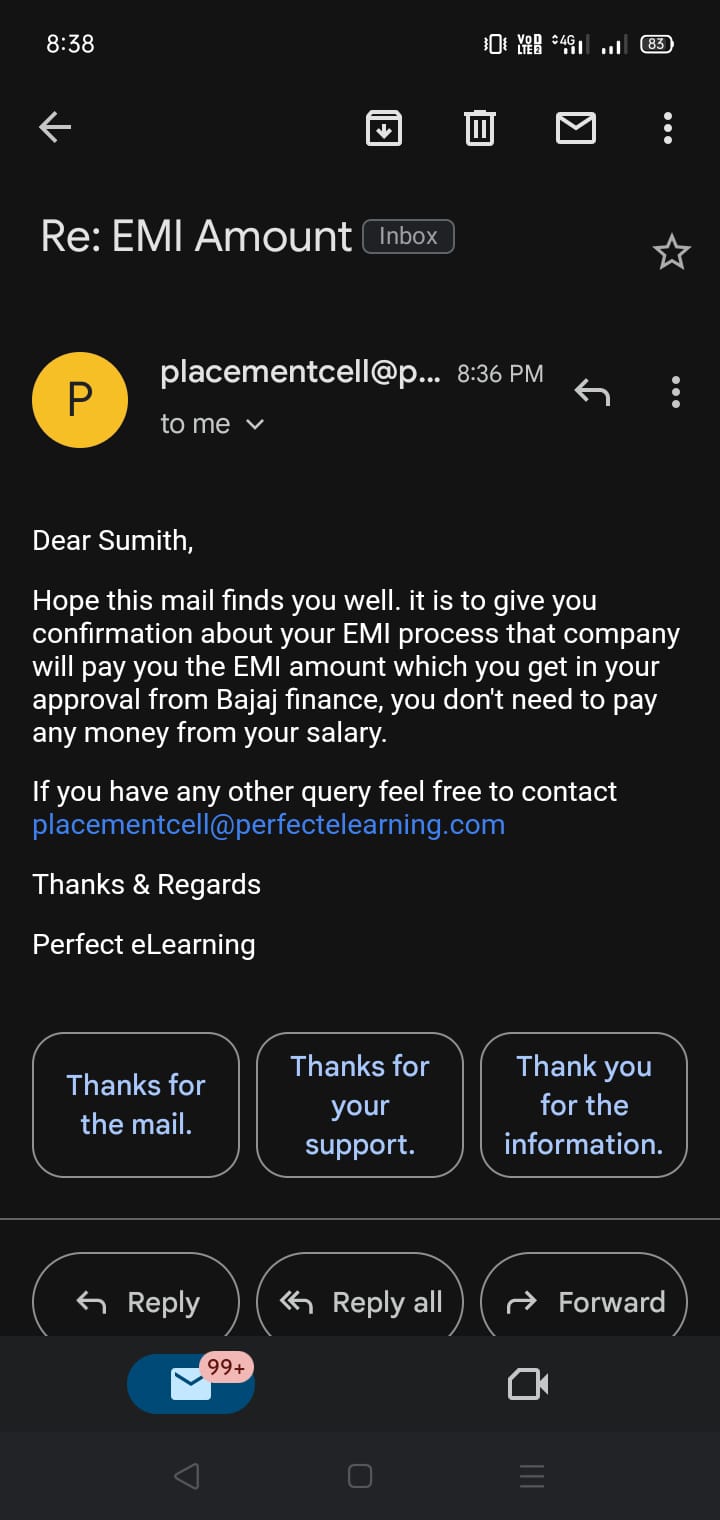 8:38
VoD LTE2 4G 83
Re: EMI Amount Inbox
P
placementcell@p... 8:36 PM
to me
Dear Sumith,
Hope this mail finds you well. it is to give you
confirmation about your EMI process that company
will pay you the EMI amount which you get in your
approval from Bajaj finance, you don't need to pay
any money from your salary.
If you have any other query feel free to contact
placementcell@perfectelearning.com
Thanks & Regards
Perfect eLearning
Thanks for
the mail.
Thanks for
your
support.
Thank you
for the
information.
Reply Reply all Forward
99+